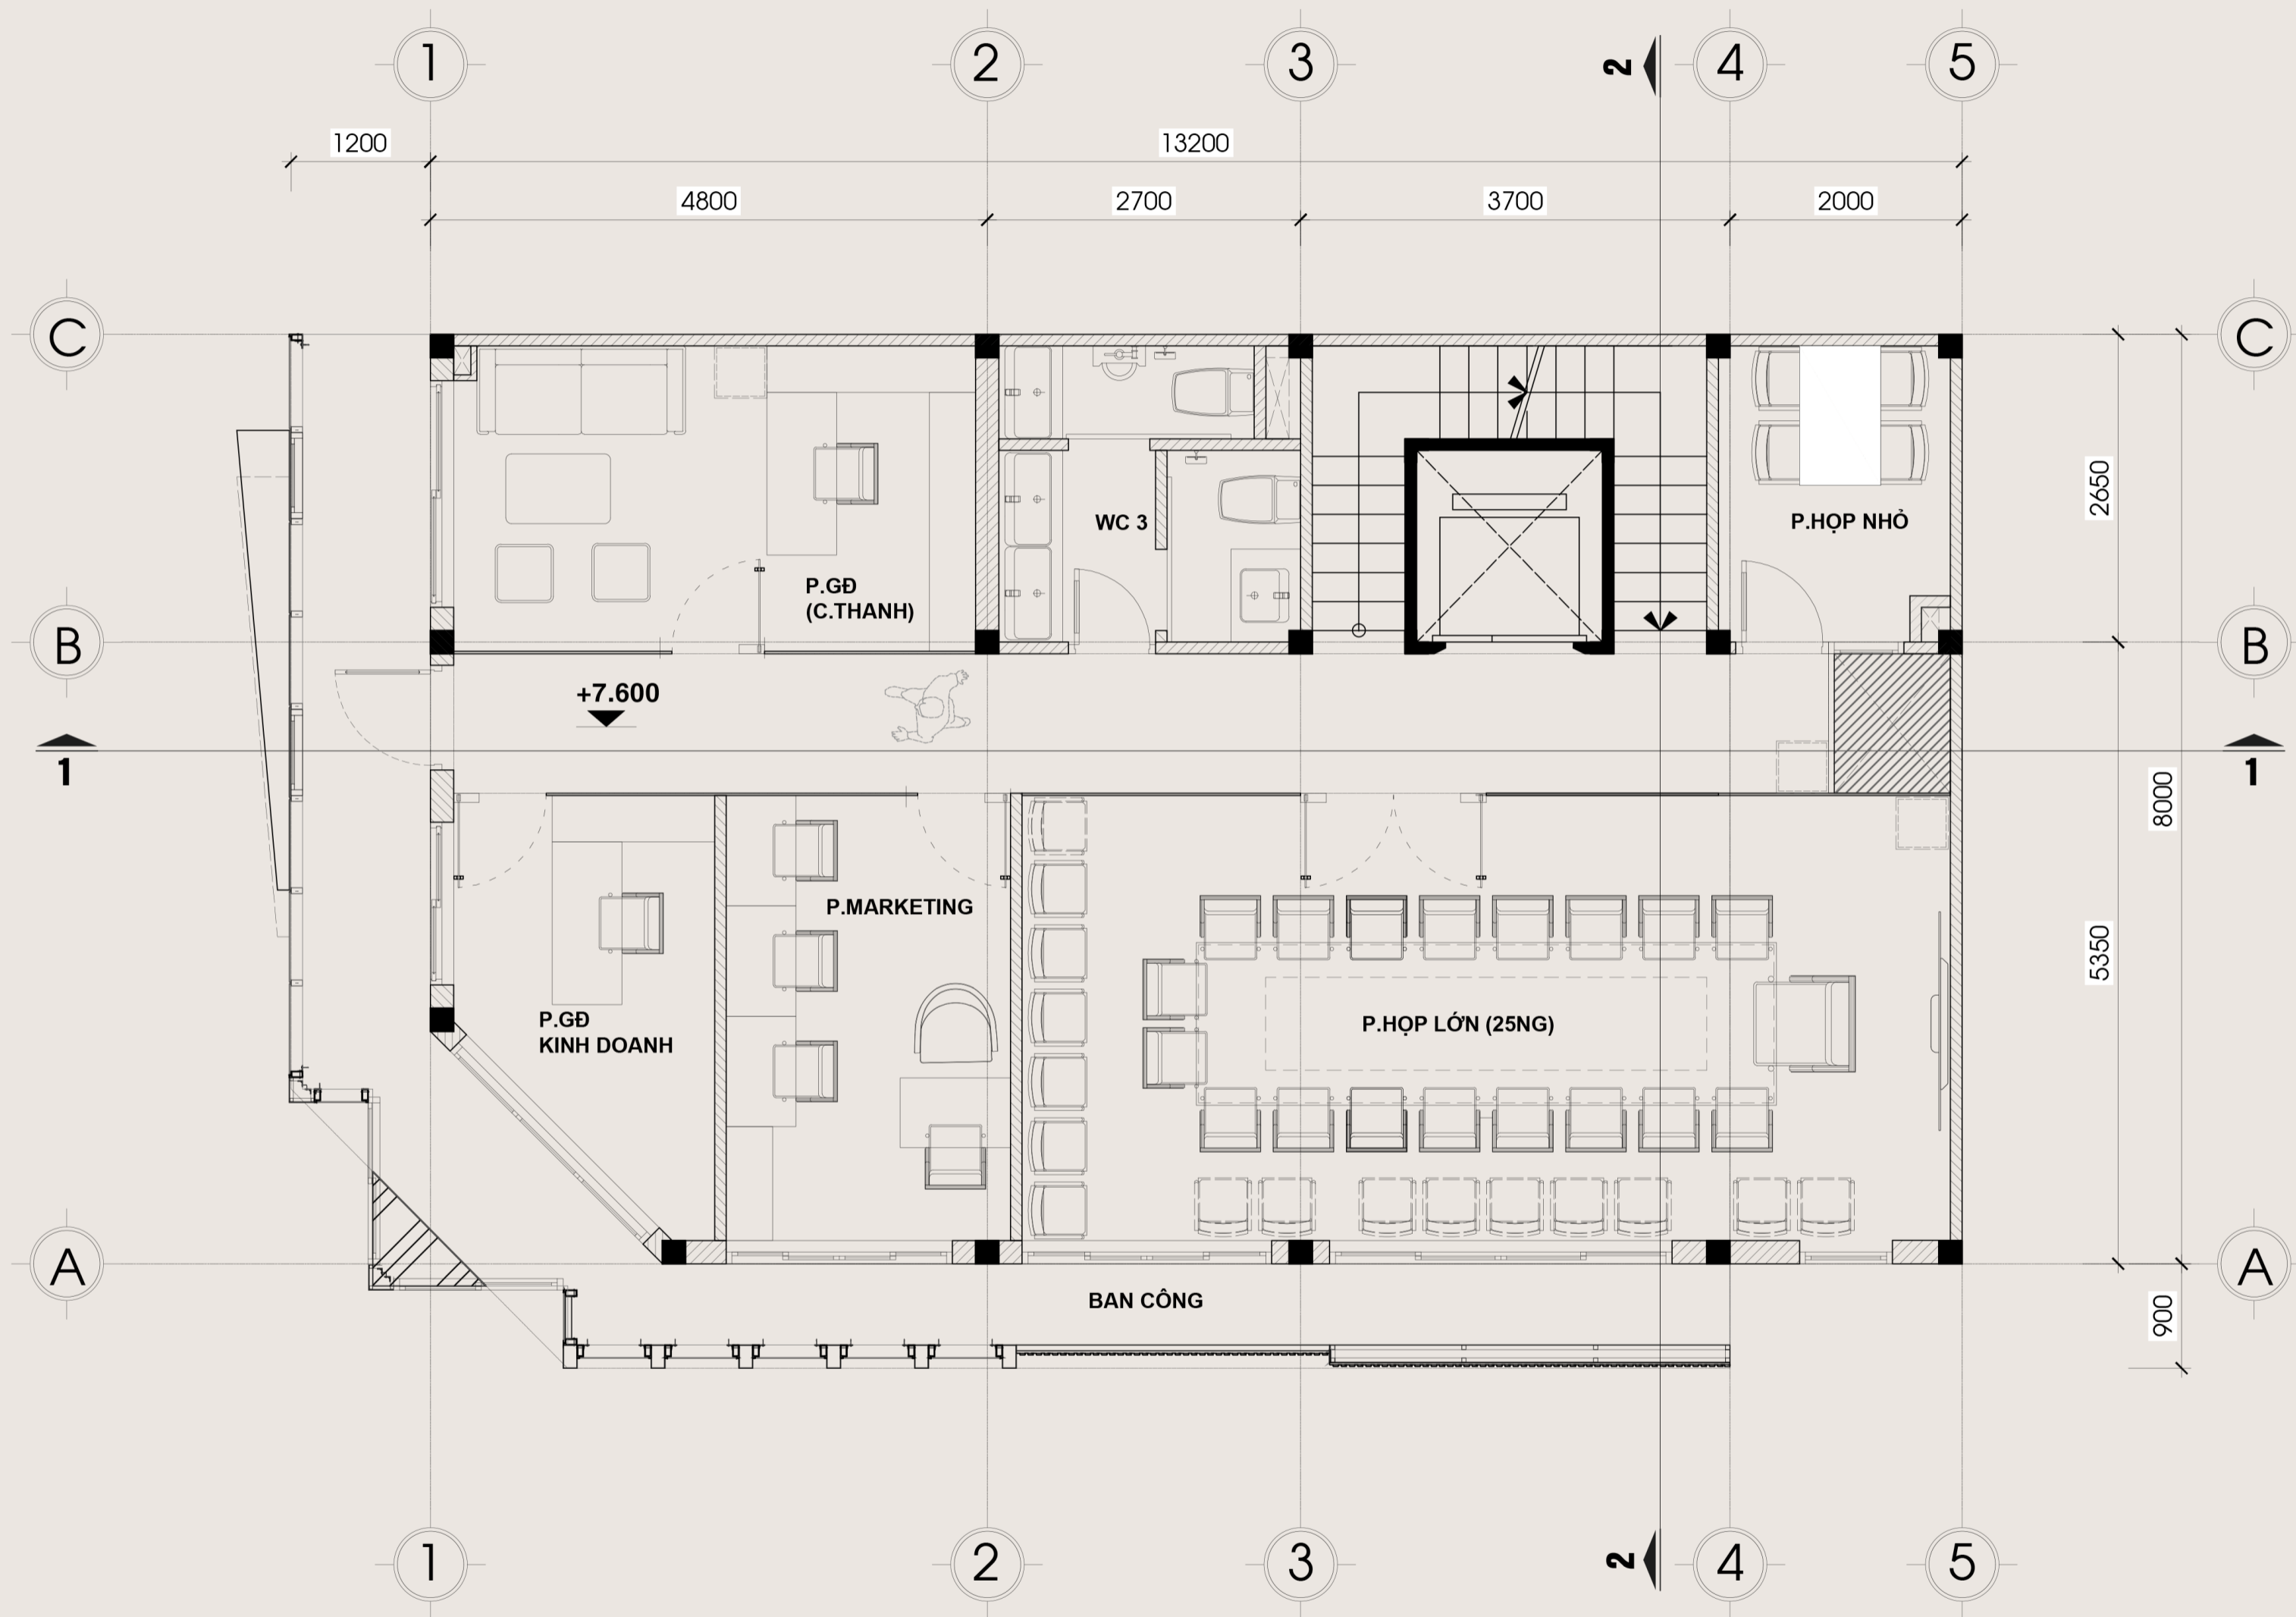 1 2 3 2 4 5
1200 13200
4800 2700 3700 2000
C C
2650
WC 3 P.HỌP NHỎ
P.GĐ
(C.THANH)
B B
+7.600
1 1
8000
P.MARKETING
5350
P.GĐ
KINH DOANH
P.HỌP LỚN (25NG)
A A
BAN CÔNG
900
1 2 3 2 4 5